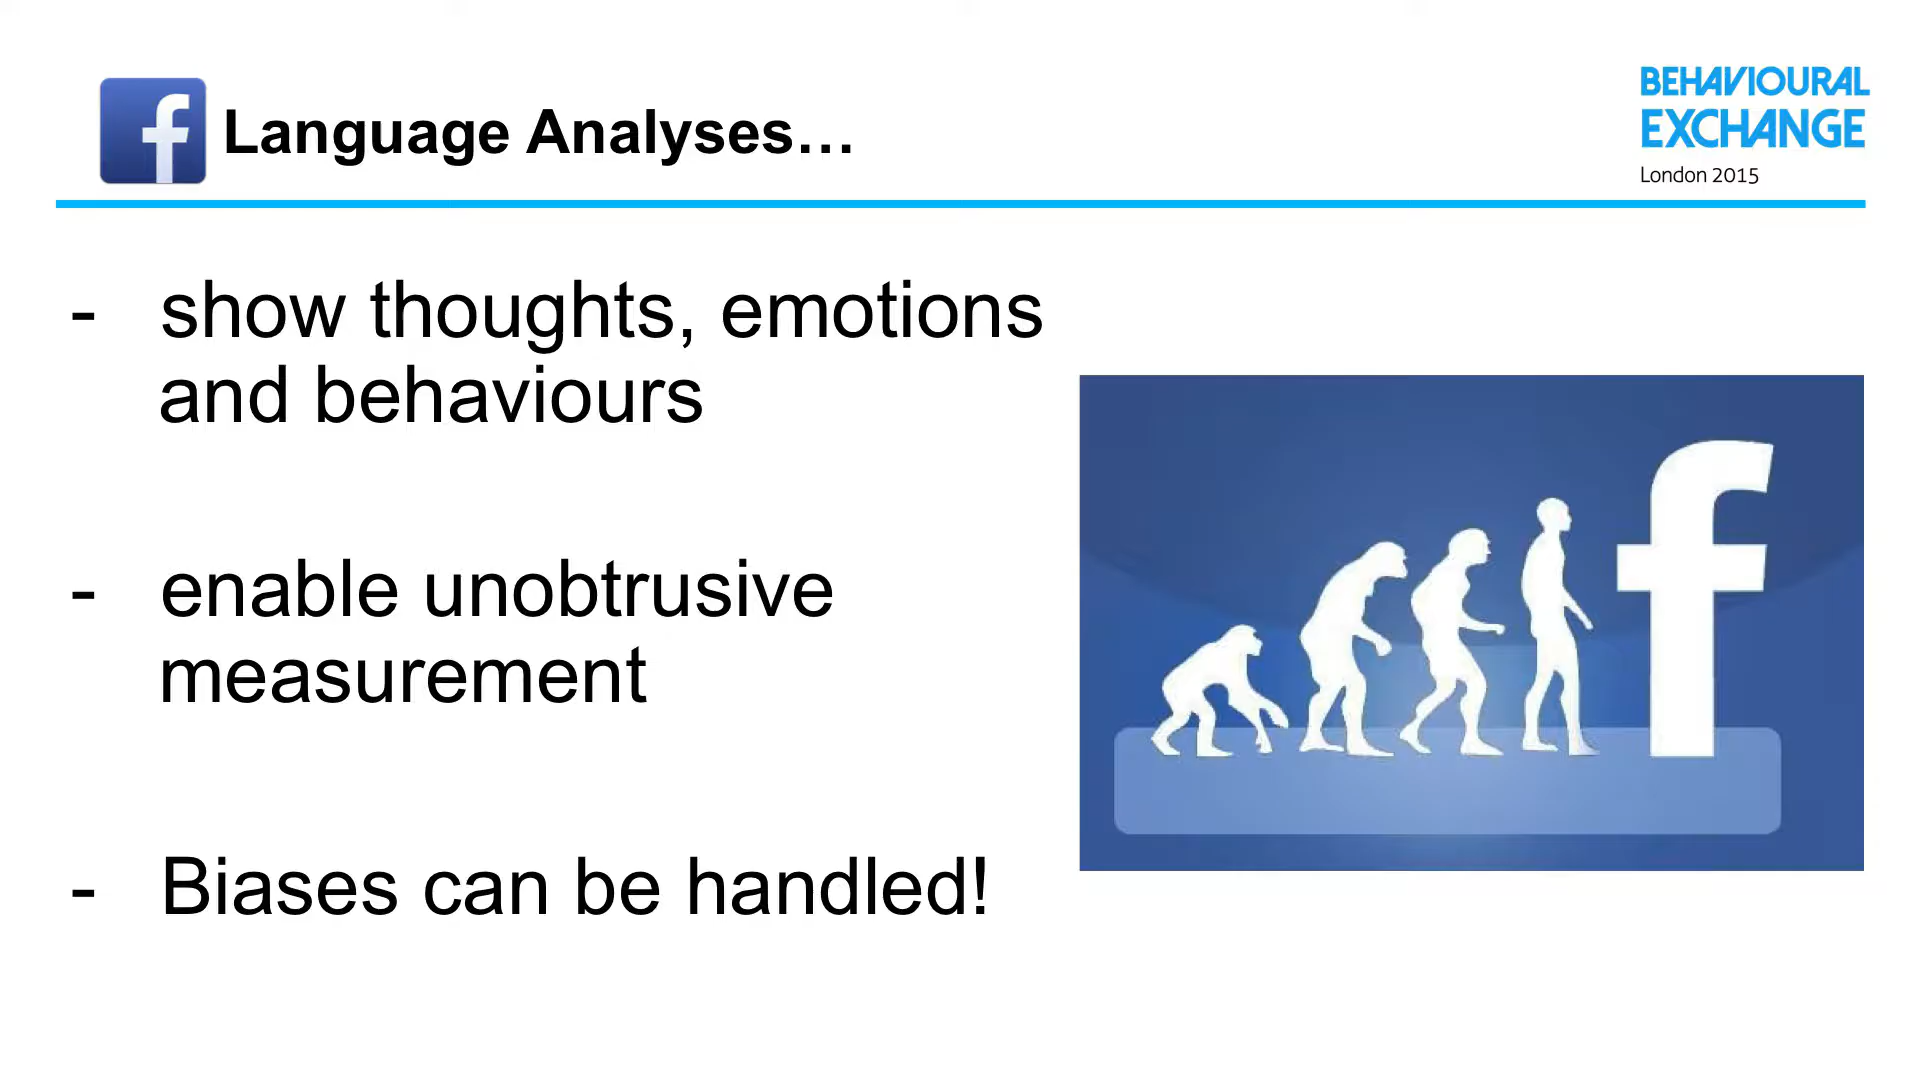 f Language Analyses…
BEHAVIOURAL
EXCHANGE
London 2015
- show thoughts, emotions
and behaviours
- enable unobtrusive
measurement
- Biases can be handled!
f